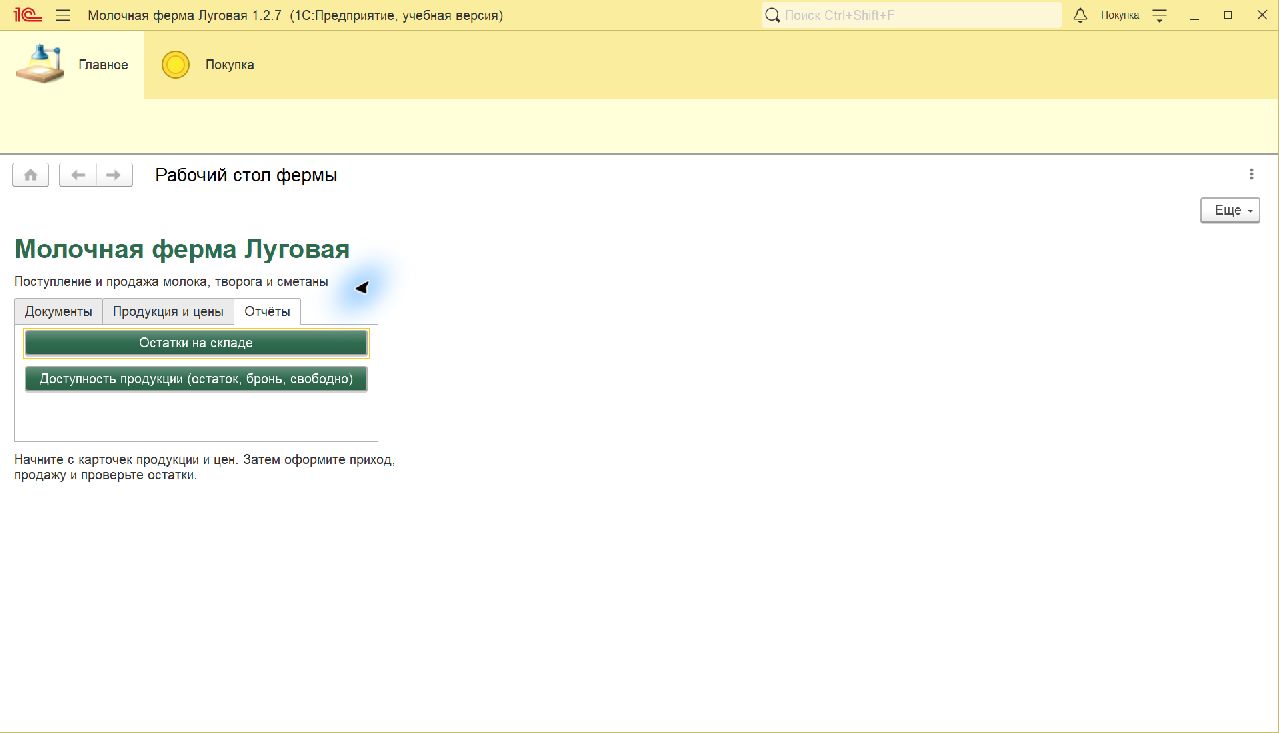 1С Молочная ферма Луговая 1.2.7 (1С:Предприятие, учебная версия) Поиск Ctrl+Shift+F Покупка
Главное Покупка
Рабочий стол фермы
Еще
Молочная ферма Луговая
Поступление и продажа молока, творога и сметаны
Документы Продукция и цены Отчёты
Остатки на складе
Доступность продукции (остаток, бронь, свободно)
Начните с карточек продукции и цен. Затем оформите приход,
продажу и проверьте остатки.